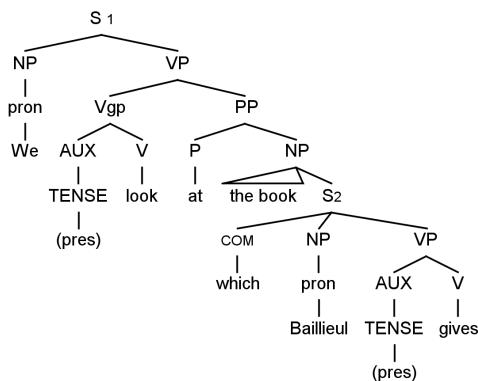 S 1
NP VP
pron Vgp PP
We AUX V P NP
TENSE look at the book S2
(pres) COM NP VP
which pron AUX V
Baillieul TENSE gives
(pres)